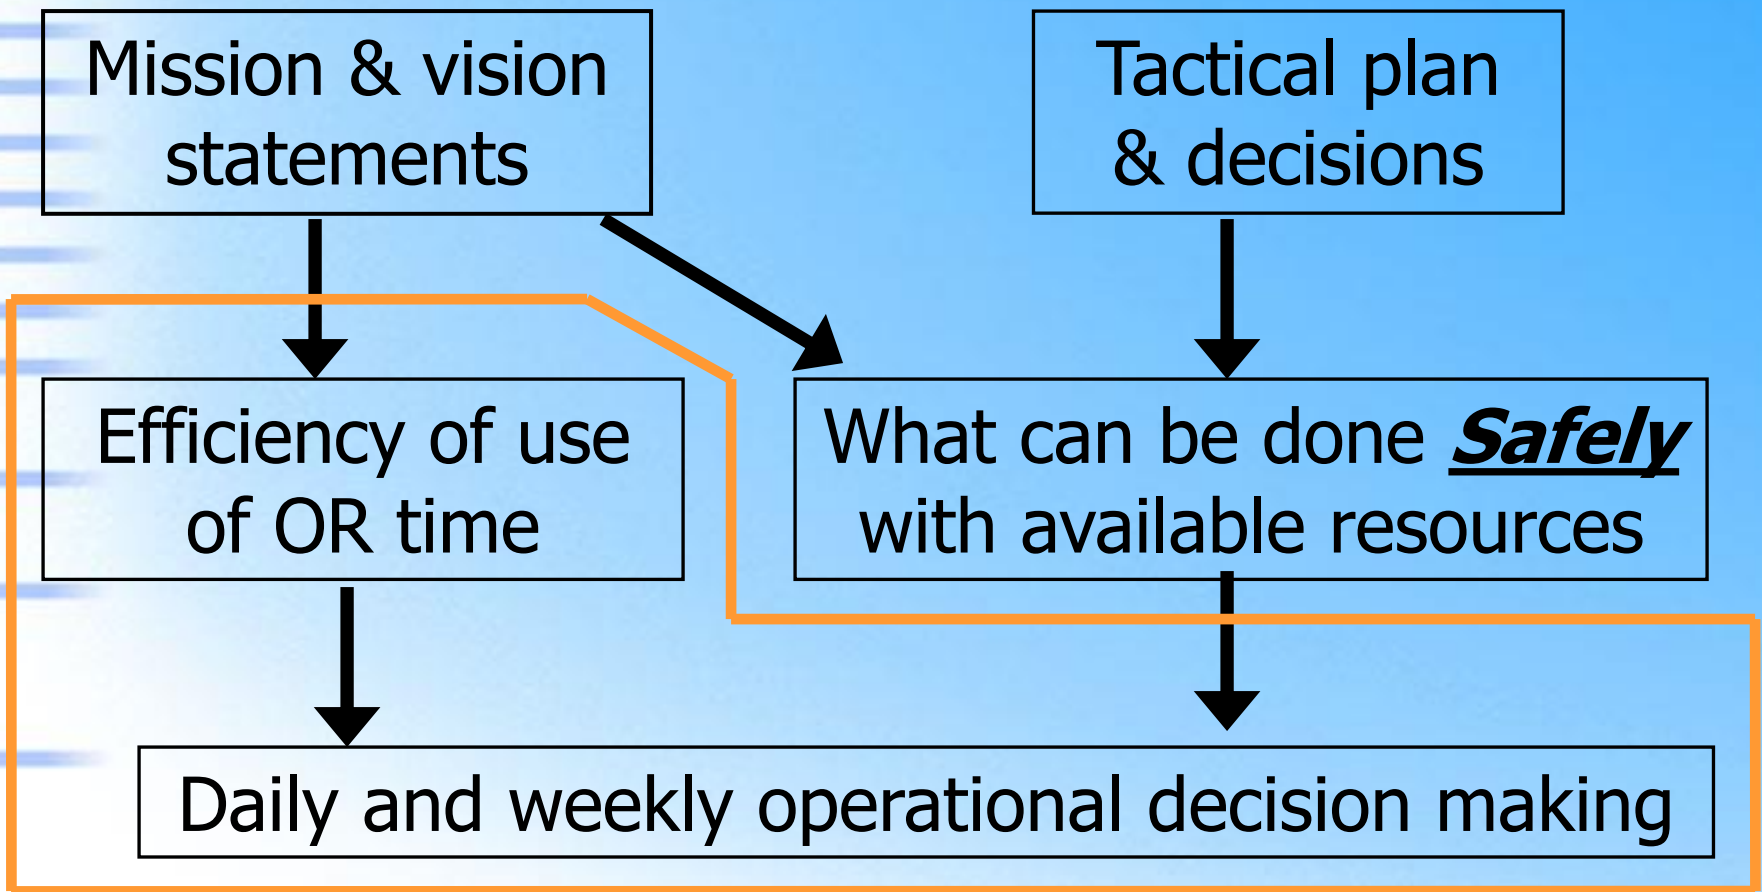 Mission & vision
statements
Tactical plan
& decisions
Efficiency of use
of OR time
What can be done Safely
with available resources
Daily and weekly operational decision making